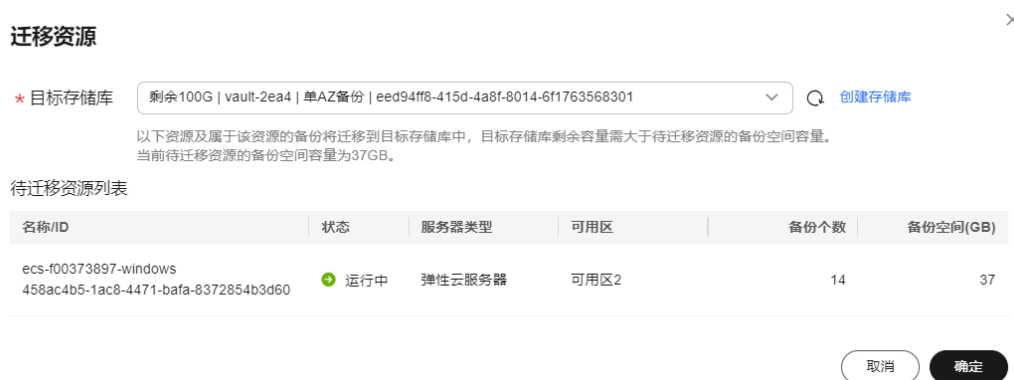 迁移资源
* 目标存储库 剩余100G | vault-2ea4 | 单AZ备份 | eed94ff8-415d-4a8f-8014-6f1763568301 创建存储库
以下资源及属于该资源的备份将迁移到目标存储库中，目标存储库剩余容量需大于待迁移资源的备份空间容量。
当前待迁移资源的备份空间容量为37GB。
待迁移资源列表
名称/ID 状态 服务器类型 可用区 备份个数 备份空间(GB)
ecs-f00373897-windows
458ac4b5-1ac8-4471-bafa-8372854b3d60 运行中 弹性云服务器 可用区2 14 37
取消 确定